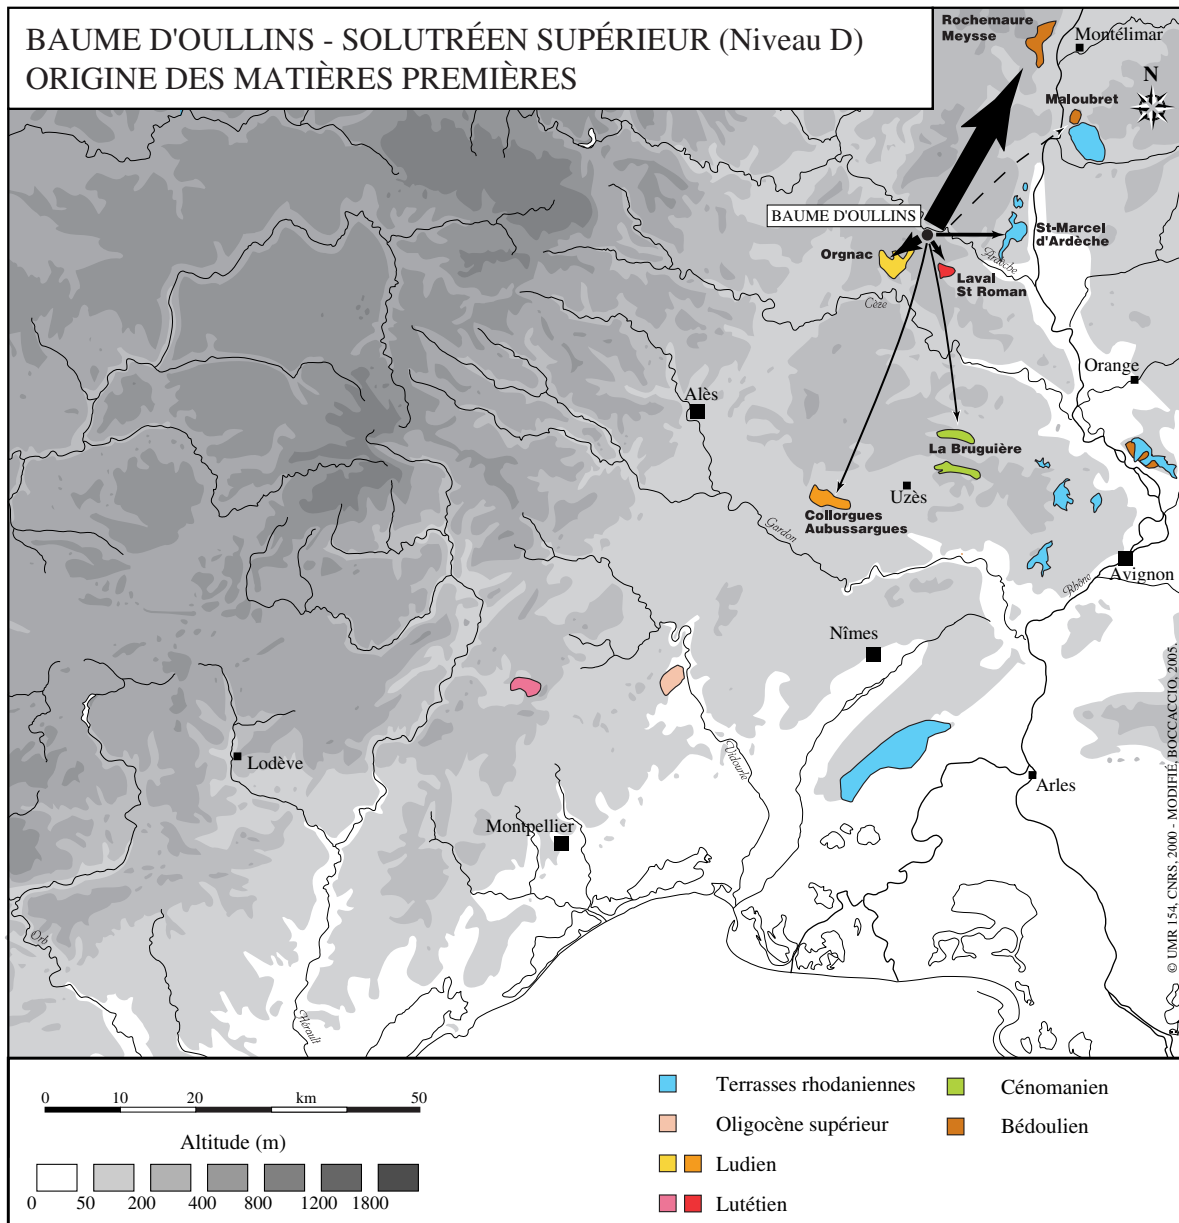 BAUME D'OULLINS - SOLUTRÉEN SUPÉRIEUR (Niveau D)
ORIGINE DES MATIÈRES PREMIÈRES
Rochemaure
Meysse
Montélimar
N
Maloubret
BAUME D'OULLINS
St-Marcel
d'Ardèche
Orgnac
Ardèche
Laval
St Roman
Cèze
Orange
Alès
La Bruguière
Uzès
Collorgues
Aubussargues
Gardon
Avignon
Rhône
Nîmes
Vidourle
Lodève
Arles
Montpellier
Orb
Hérault
© UMR 154, CNRS, 2000 - MODIFIÉ, BOCCACCIO, 2005.
0 10 20 km 50
Altitude (m)
0 50 200 400 800 1200 1800
Terrasses rhodaniennes
Oligocène supérieur
Ludien
Lutétien
Cénomanien
Bédoulien